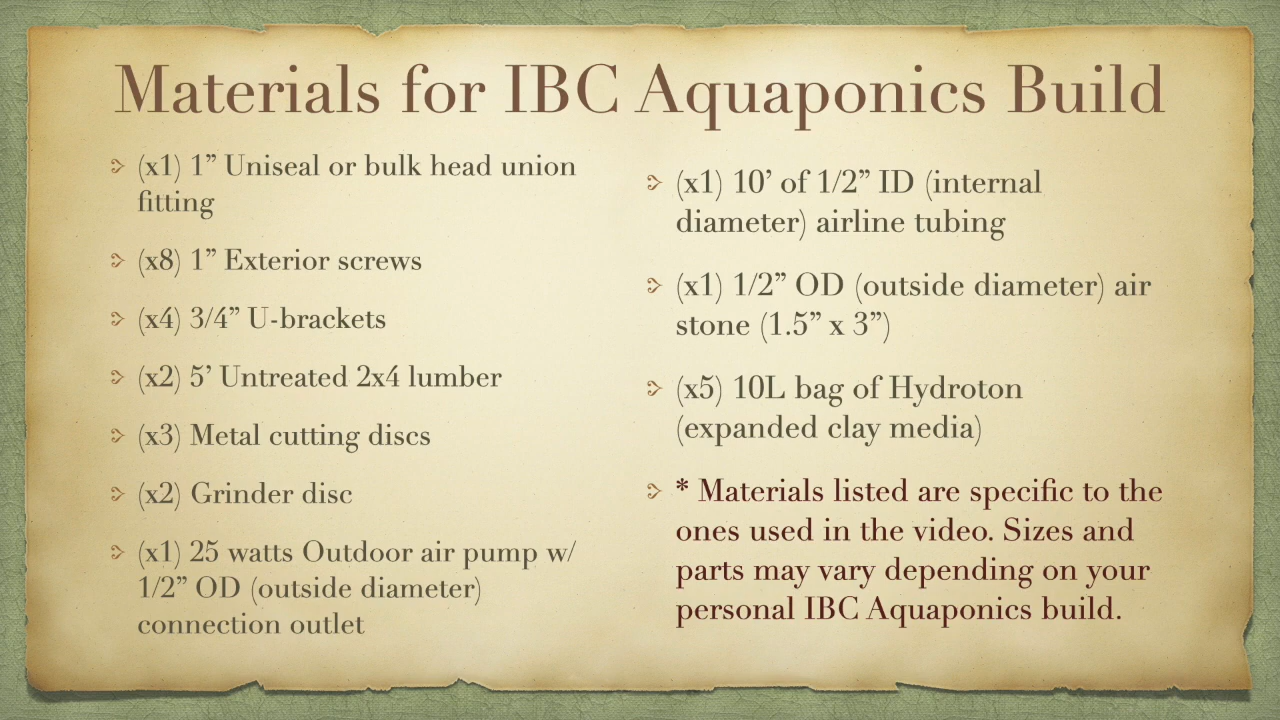 Materials for IBC Aquaponics Build
(x1) 1” Uniseal or bulk head union
fitting
(x8) 1” Exterior screws
(x4) 3/4” U-brackets
(x2) 5’ Untreated 2x4 lumber
(x3) Metal cutting discs
(x2) Grinder disc
(x1) 25 watts Outdoor air pump w/
1/2” OD (outside diameter)
connection outlet
(x1) 10’ of 1/2” ID (internal
diameter) airline tubing
(x1) 1/2” OD (outside diameter) air
stone (1.5” x 3”)
(x5) 10L bag of Hydroton
(expanded clay media)
* Materials listed are specific to the
ones used in the video. Sizes and
parts may vary depending on your
personal IBC Aquaponics build.